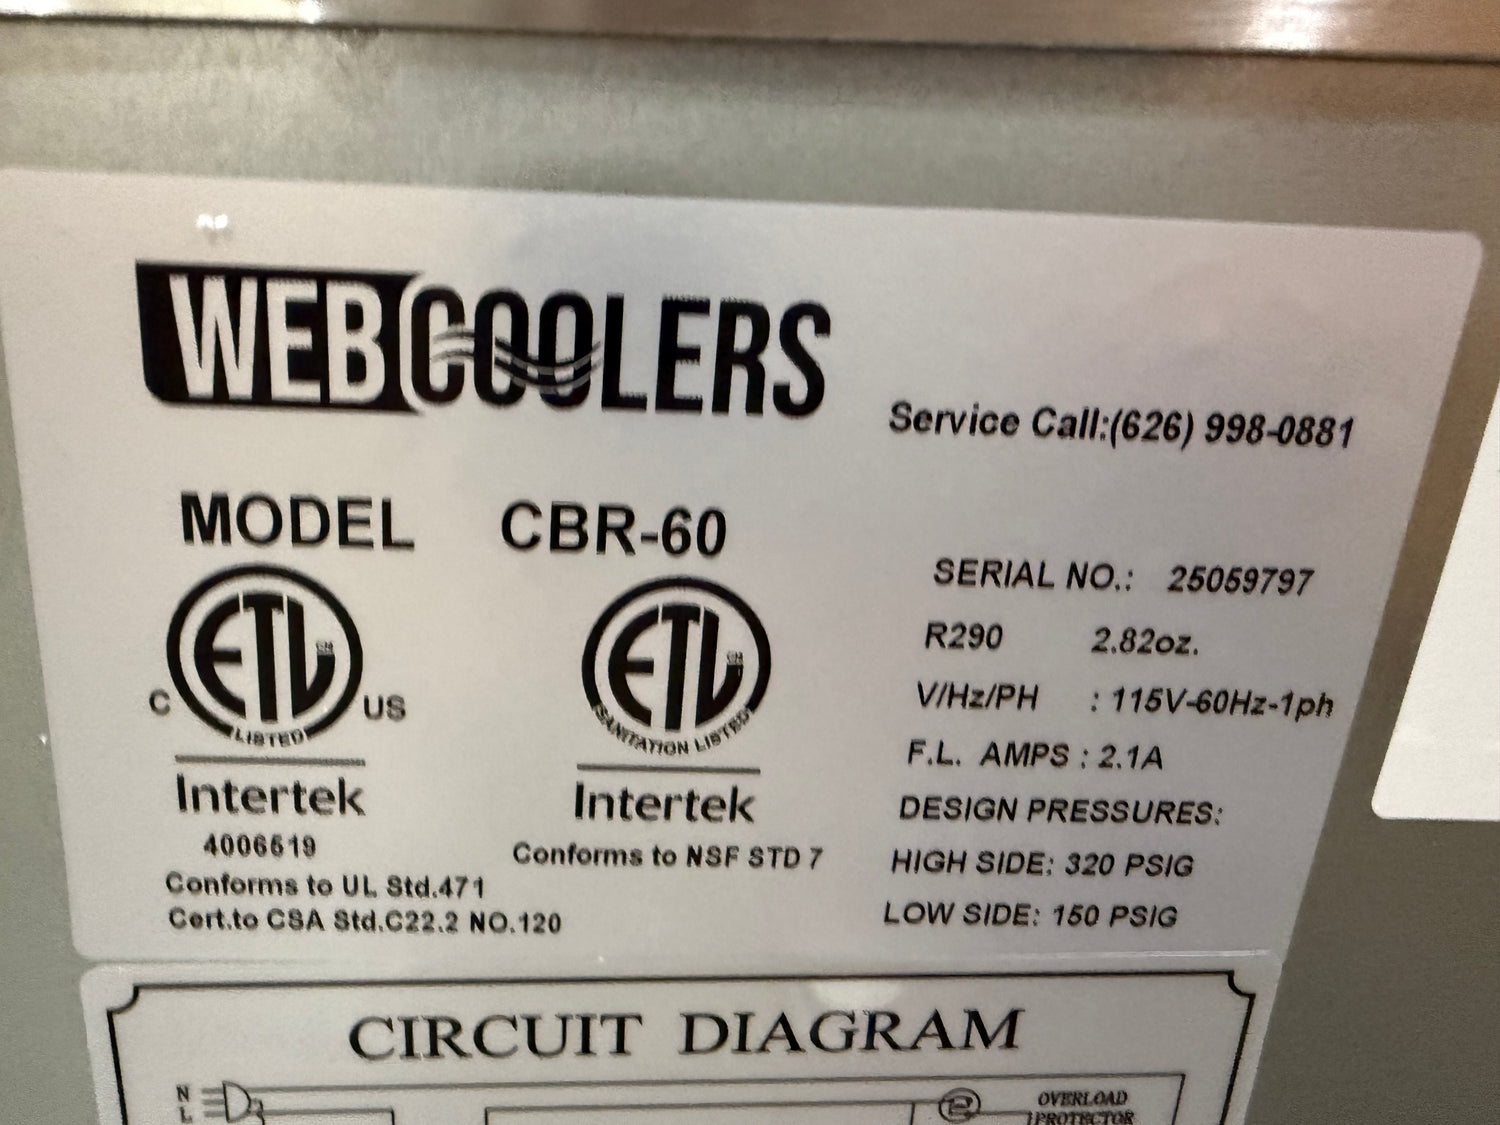 WEBCOOLERS
Service Call:(626) 998-0881
MODEL CBR-60
SERIAL NO.: 25059797
R290 2.82oz.
V/Hz/PH : 115V-60Hz-1ph
F.L. AMPS : 2.1A
DESIGN PRESSURES:
HIGH SIDE: 320 PSIG
LOW SIDE: 150 PSIG
ETL
C US
LISTED
Intertek
4006519
Conforms to UL Std.471
Cert.to CSA Std.C22.2 NO.120
ETL
SANITATION LISTED
Intertek
Conforms to NSF STD 7
CIRCUIT DIAGRAM
N
L
OVERLOAD
PROTECTOR